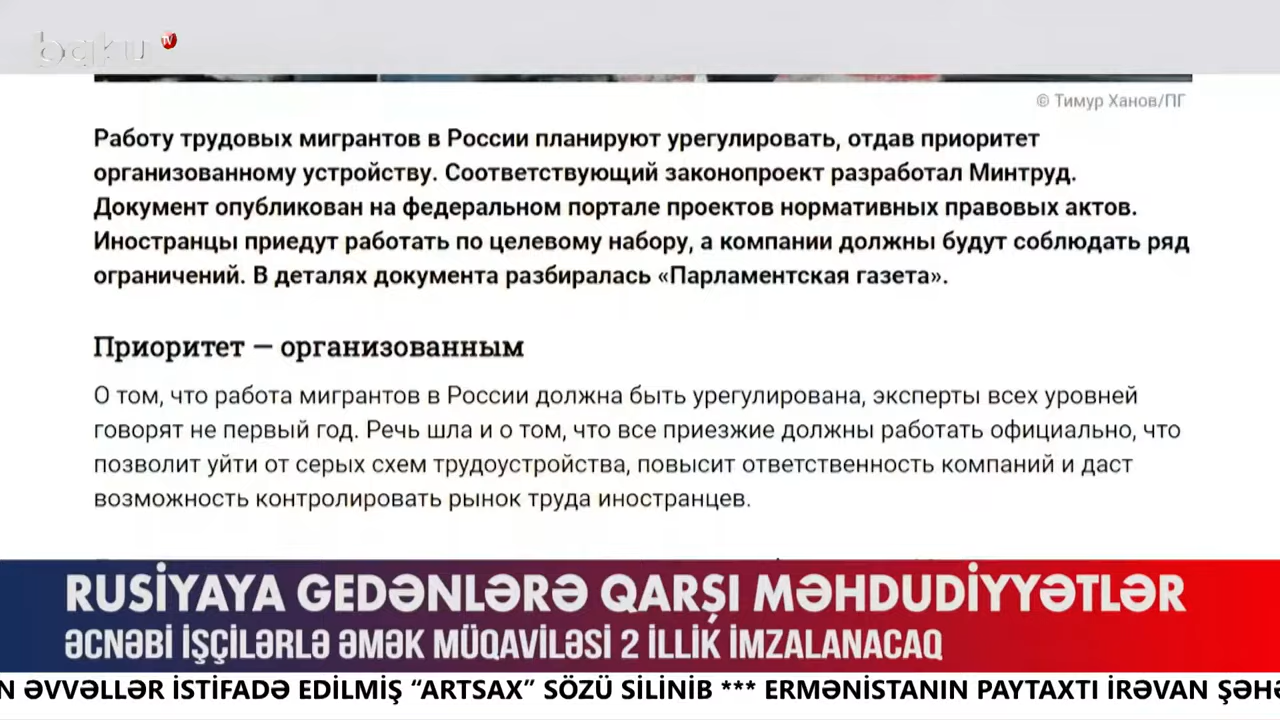 baku TV
© Тимур Ханов/ПГ
Работу трудовых мигрантов в России планируют урегулировать, отдав приоритет
организованному устройству. Соответствующий законопроект разработал Минтруд.
Документ опубликован на федеральном портале проектов нормативных правовых актов.
Иностранцы приедут работать по целевому набору, а компании должны будут соблюдать ряд
ограничений. В деталях документа разбиралась «Парламентская газета».
Приоритет — организованным
О том, что работа мигрантов в России должна быть урегулирована, эксперты всех уровней
говорят не первый год. Речь шла и о том, что все приезжие должны работать официально, что
позволит уйти от серых схем трудоустройства, повысит ответственность компаний и даст
возможность контролировать рынок труда иностранцев.
RUSİYAYA GEDƏNLƏRƏ QARŞI MƏHDUDİYYƏTLƏR
ƏCNƏBİ İŞÇİLƏRLƏ ƏMƏK MÜQAVİLƏSİ 2 İLLİK İMZALANACAQ
N ƏVVƏLLƏR İSTİFADƏ EDİLMİŞ “ARTSAX” SÖZÜ SİLİNİB *** ERMƏNİSTANIN PAYTAXTI İRƏVAN ŞƏHƏ